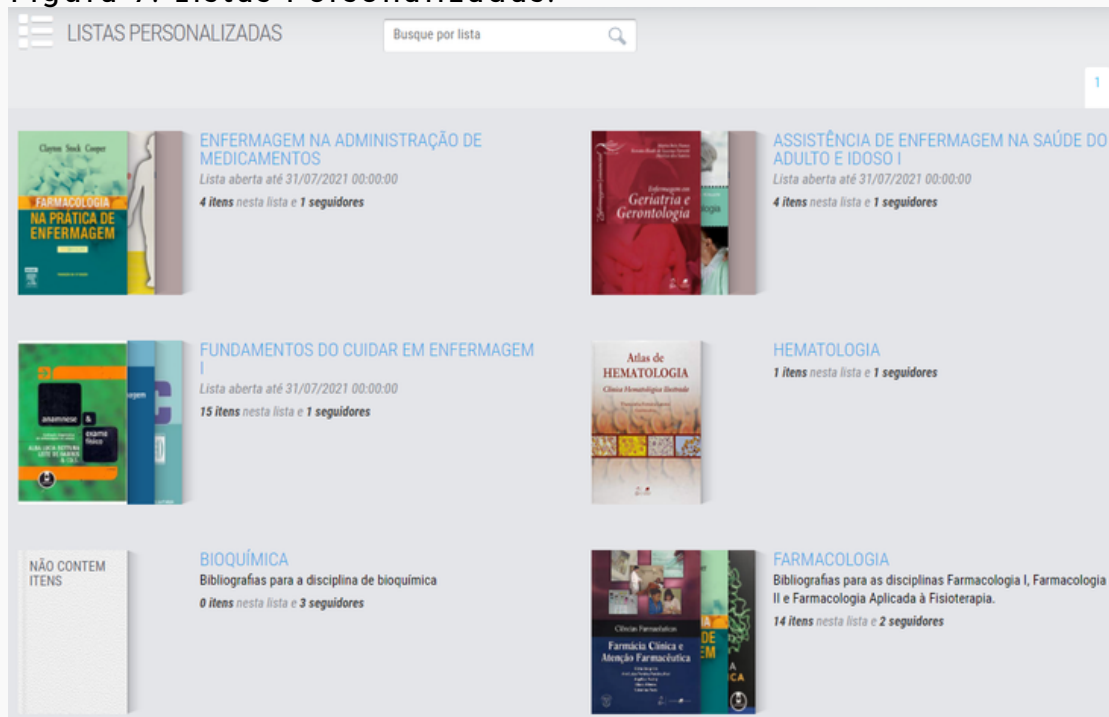 Figura 7: Listas Personalizadas.
LISTAS PERSONALIZADAS
Busque por lista
1
ENFERMAGEM NA ADMINISTRAÇÃO DE
MEDICAMENTOS
Lista aberta até 31/07/2021 00:00:00
4 itens nesta lista e 1 seguidores
Clayton Stock Cooper
FARMACOLOGIA
NA PRÁTICA DE
ENFERMAGEM
ASSISTÊNCIA DE ENFERMAGEM NA SAÚDE DO
ADULTO E IDOSO I
Lista aberta até 31/07/2021 00:00:00
4 itens nesta lista e 1 seguidores
Enfermagem em
Geriatria e
Gerontologia
FUNDAMENTOS DO CUIDAR EM ENFERMAGEM
I
Lista aberta até 31/07/2021 00:00:00
15 itens nesta lista e 1 seguidores
anamnese &
exame
físico
HEMATOLOGIA
1 itens nesta lista e 1 seguidores
Atlas de
HEMATOLOGIA
Clínica Hematológica Ilustrada
NÃO CONTEM
ITENS
BIOQUÍMICA
Bibliografias para a disciplina de bioquímica
0 itens nesta lista e 3 seguidores
FARMACOLOGIA
Bibliografias para as disciplinas Farmacologia I, Farmacologia
II e Farmacologia Aplicada à Fisioterapia.
14 itens nesta lista e 2 seguidores
Ciências Farmacêuticas
Farmácia Clínica e
Atenção Farmacêutica